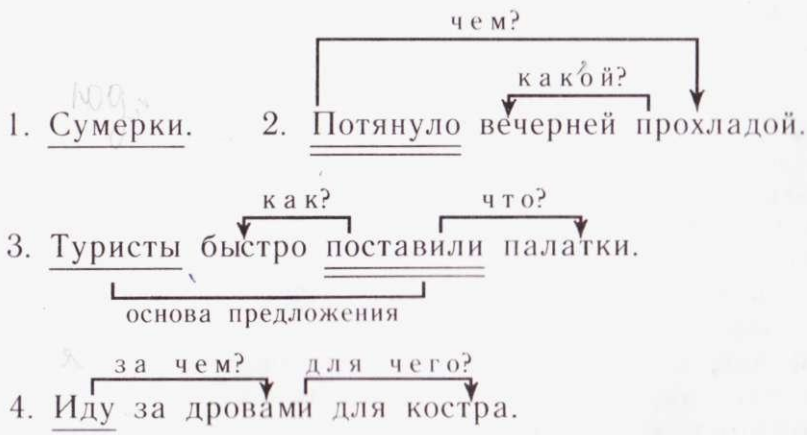 чем?
какой?
1. Сумерки. 2. Потянуло вечерней прохладой.
как? что?
3. Туристы быстро поставили палатки.
основа предложения
за чем? для чего?
4. Иду за дровами для костра.